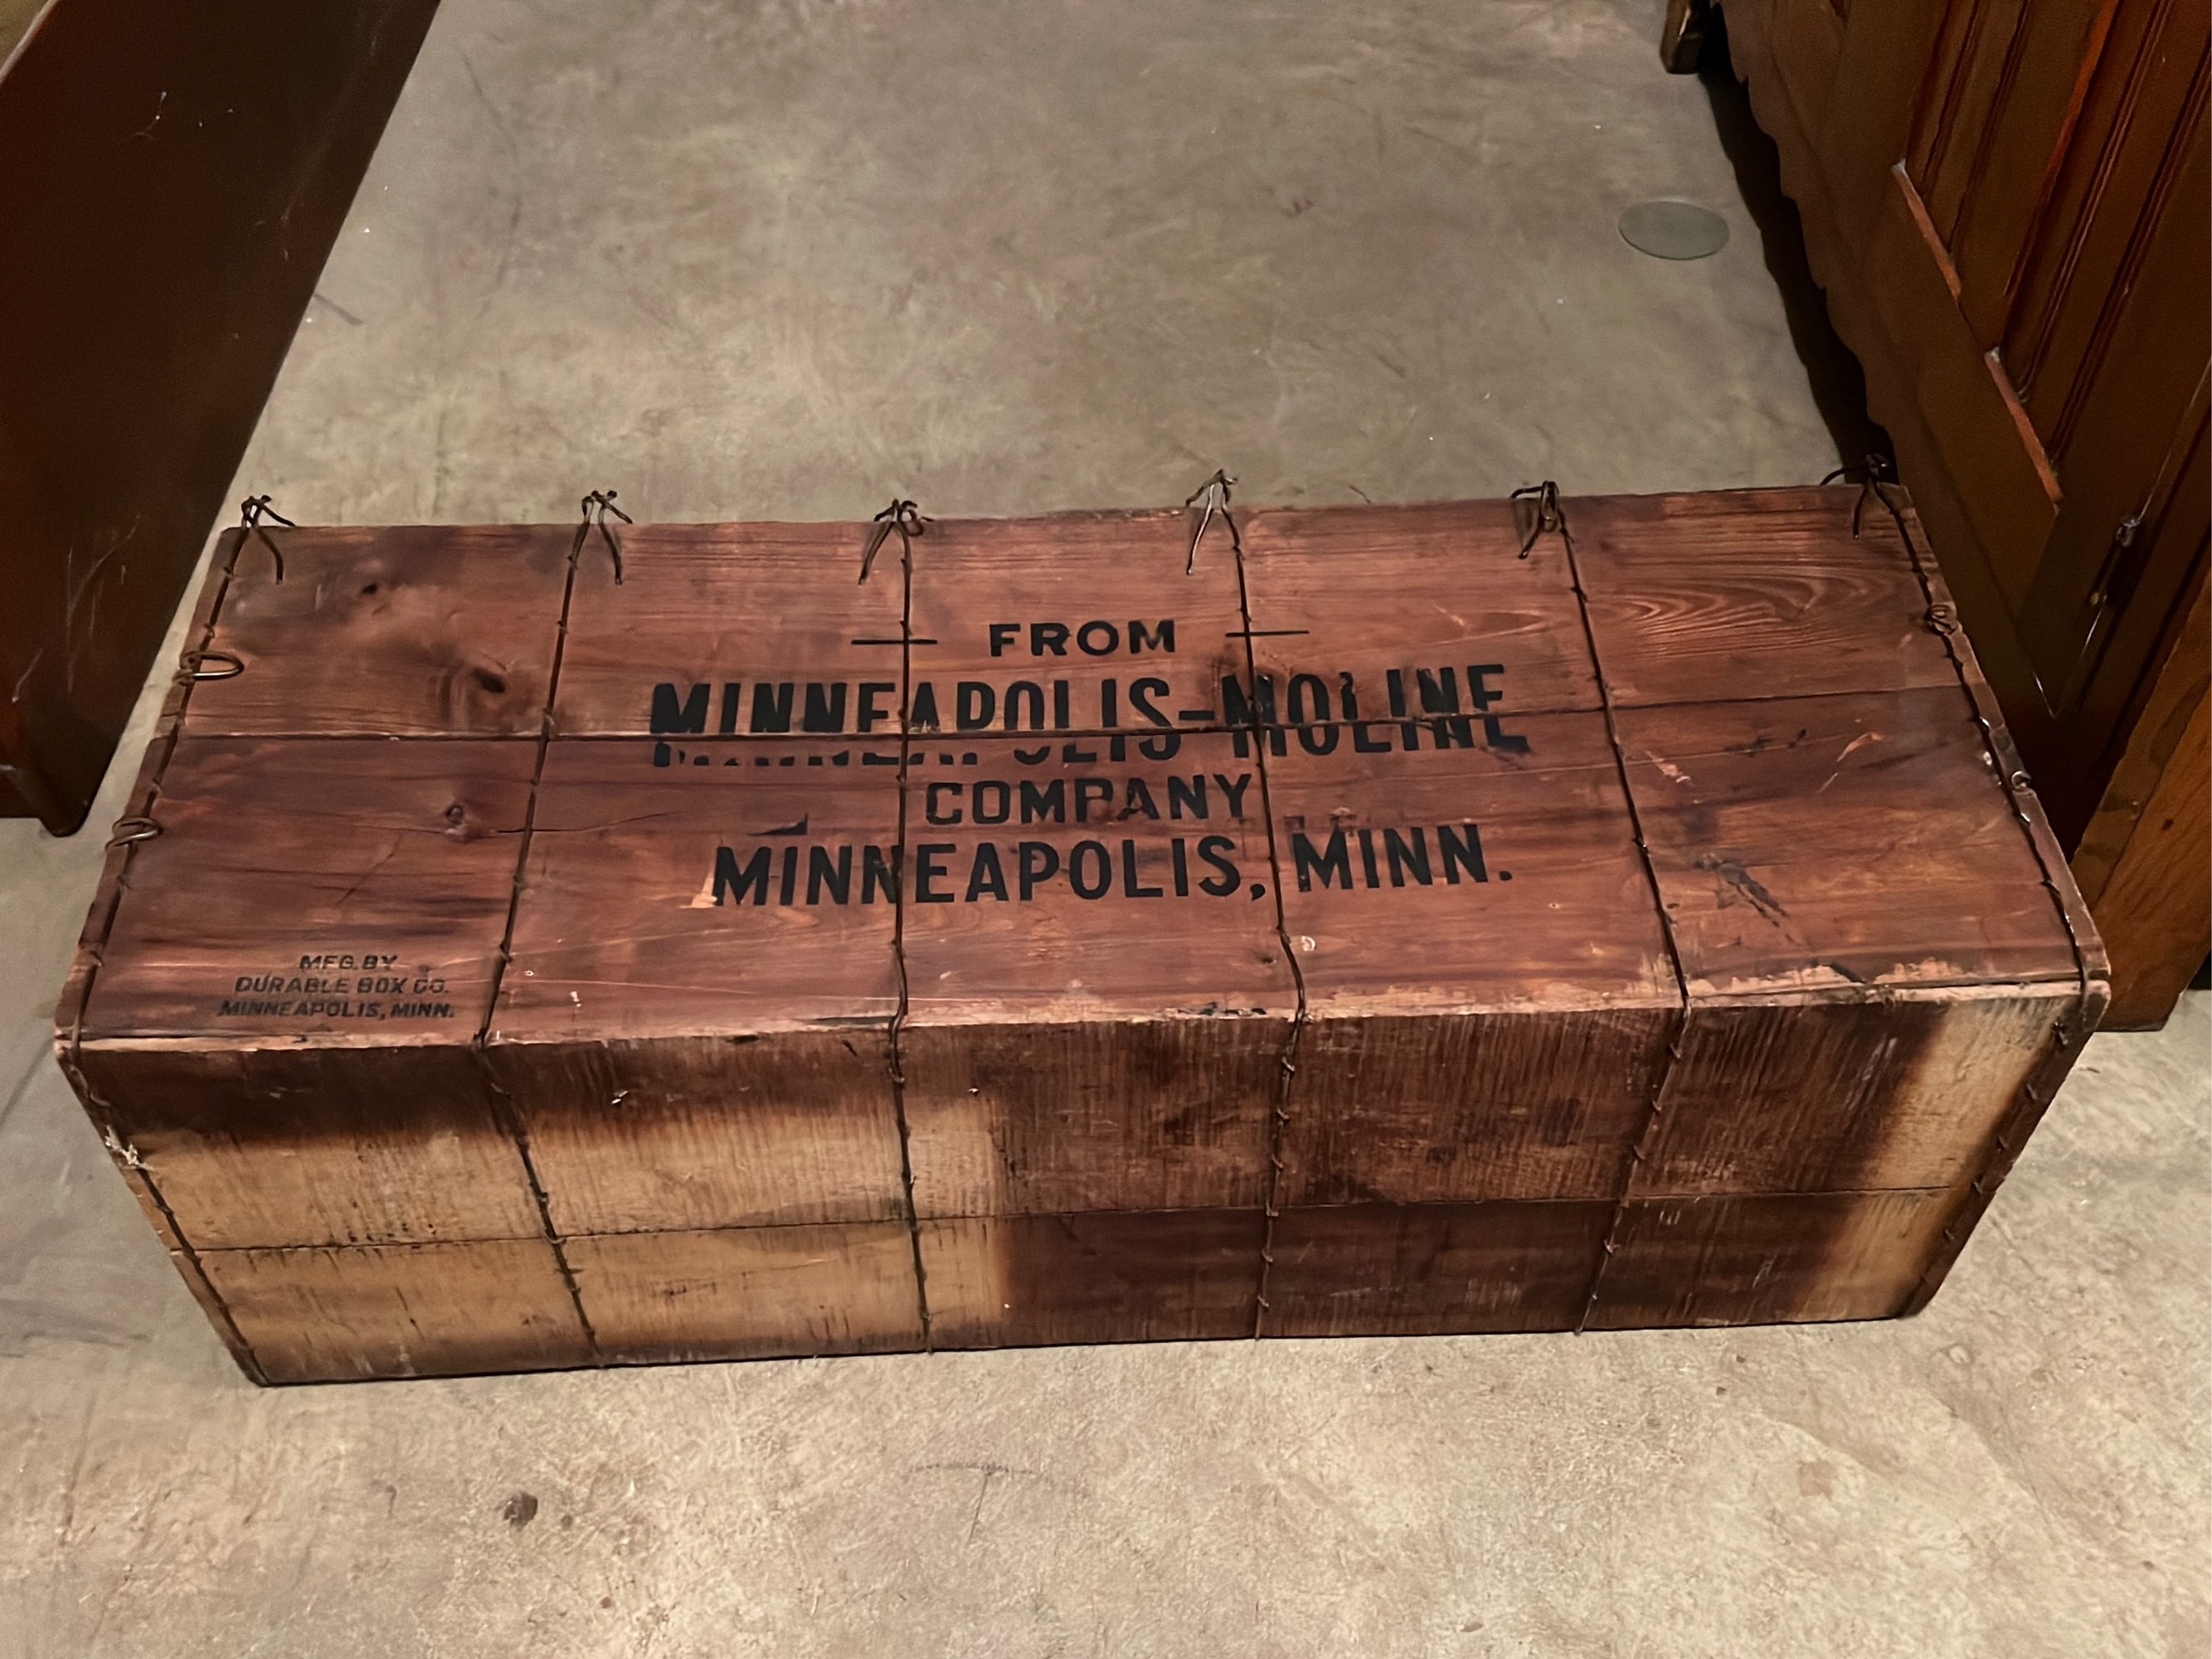 FROM
MINNEAPOLIS-MOLINE
COMPANY
MINNEAPOLIS, MINN.
MFG. BY
DURABLE BOX CO.
MINNEAPOLIS, MINN.